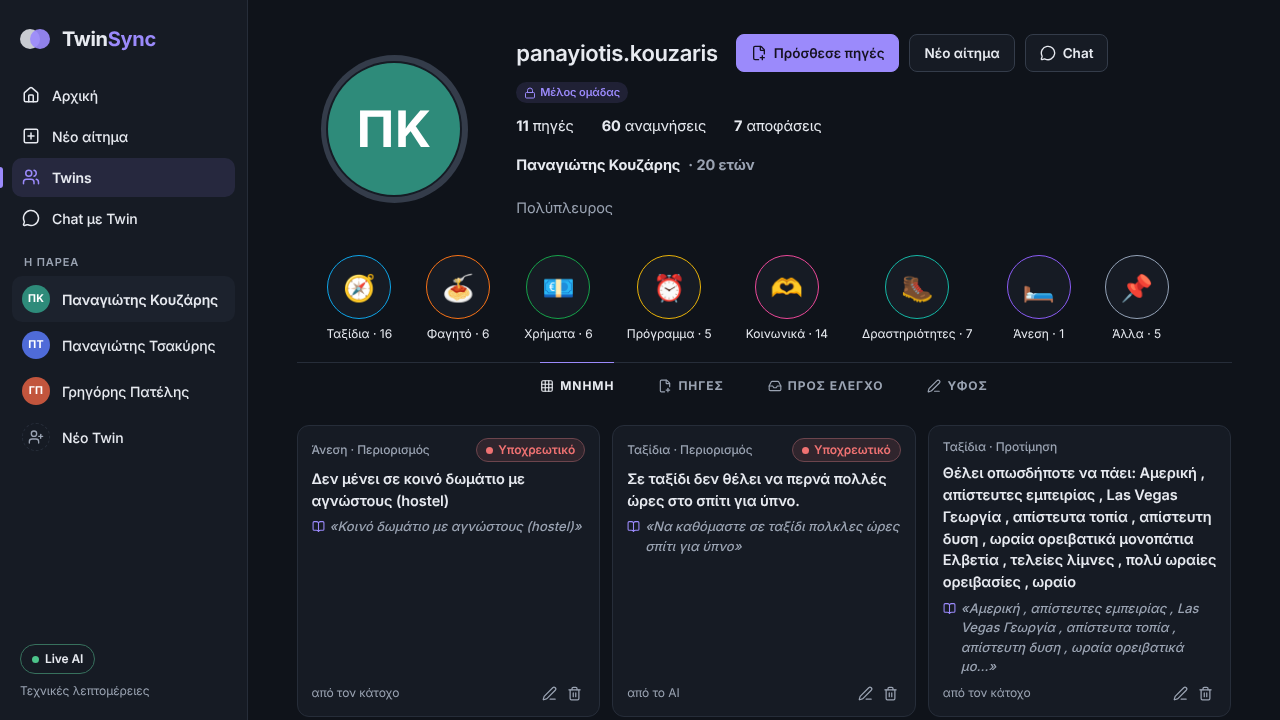 TwinSync
Αρχική
Νέο αίτημα
Twins
Chat με Twin
Η ΠΑΡΕΑ
ΠΚ Παναγιώτης Κουζάρης
ΠΤ Παναγιώτης Τσακύρης
ΓΠ Γρηγόρης Πατέλης
Νέο Twin
Live AI
Τεχνικές λεπτομέρειες
ΠΚ
panayiotis.kouzaris
Πρόσθεσε πηγές
Νέο αίτημα
Chat
Μέλος ομάδας
11 πηγές 60 αναμνήσεις 7 αποφάσεις
Παναγιώτης Κουζάρης · 20 ετών
Πολύπλευρος
Ταξίδια · 16
Φαγητό · 6
Χρήματα · 6
Πρόγραμμα · 5
Κοινωνικά · 14
Δραστηριότητες · 7
Άνεση · 1
Άλλα · 5
ΜΝΗΜΗ
ΠΗΓΕΣ
ΠΡΟΣ ΕΛΕΓΧΟ
ΥΦΟΣ
Άνεση · Περιορισμός
Υποχρεωτικό
Δεν μένει σε κοινό δωμάτιο με
αγνώστους (hostel)
«Κοινό δωμάτιο με αγνώστους (hostel)»
από τον κάτοχο
Ταξίδια · Περιορισμός
Υποχρεωτικό
Σε ταξίδι δεν θέλει να περνά πολλές
ώρες στο σπίτι για ύπνο.
«Να καθόμαστε σε ταξίδι πολκλες ώρες
σπίτι για ύπνο»
από το AI
Ταξίδια · Προτίμηση
Θέλει οπωσδήποτε να πάει: Αμερική ,
απίστευτες εμπειρίας , Las Vegas
Γεωργία , απίστευτα τοπία , απίστευτη
δυση , ωραία ορειβατικά μονοπάτια
Ελβετία , τελείες λίμνες , πολύ ωραίες
ορειβασίες , ωραίο
«Αμερική , απίστευτες εμπειρίας , Las
Vegas Γεωργία , απίστευτα τοπία ,
απίστευτη δυση , ωραία ορειβατικά
μο...»
από τον κάτοχο